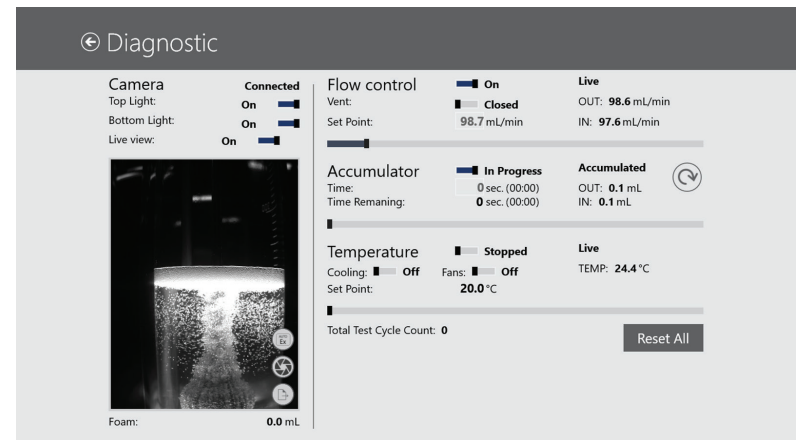 Diagnostic
Camera Connected
Top Light: On
Bottom Light: On
Live view: On
AUTO
Ex
Foam: 0.0 mL
Flow control On Live
Vent: Closed OUT: 98.6 mL/min
Set Point: 98.7 mL/min IN: 97.6 mL/min
Accumulator In Progress Accumulated
Time: 0 sec. (00:00) OUT: 0.1 mL
Time Remaning: 0 sec. (00:00) IN: 0.1 mL
Temperature Stopped Live
Cooling: Off Fans: Off TEMP: 24.4 °C
Set Point: 20.0 °C
Total Test Cycle Count: 0
Reset All